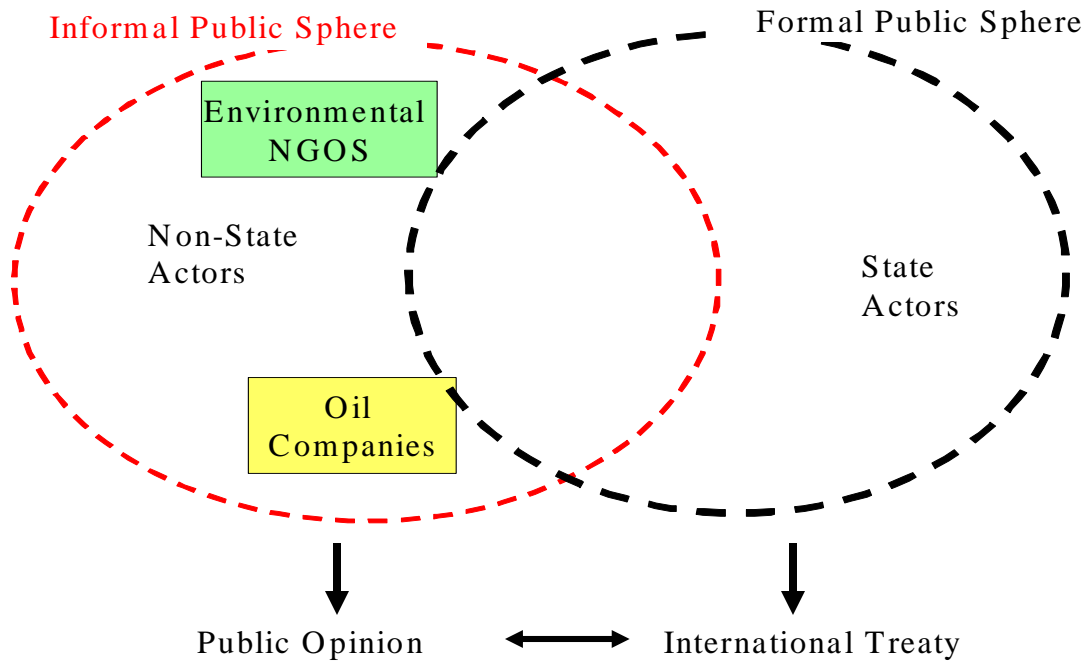 Informal Public Sphere
Formal Public Sphere
Environmental
NGOS
Non-State
Actors
State
Actors
Oil
Companies
Public Opinion
International Treaty